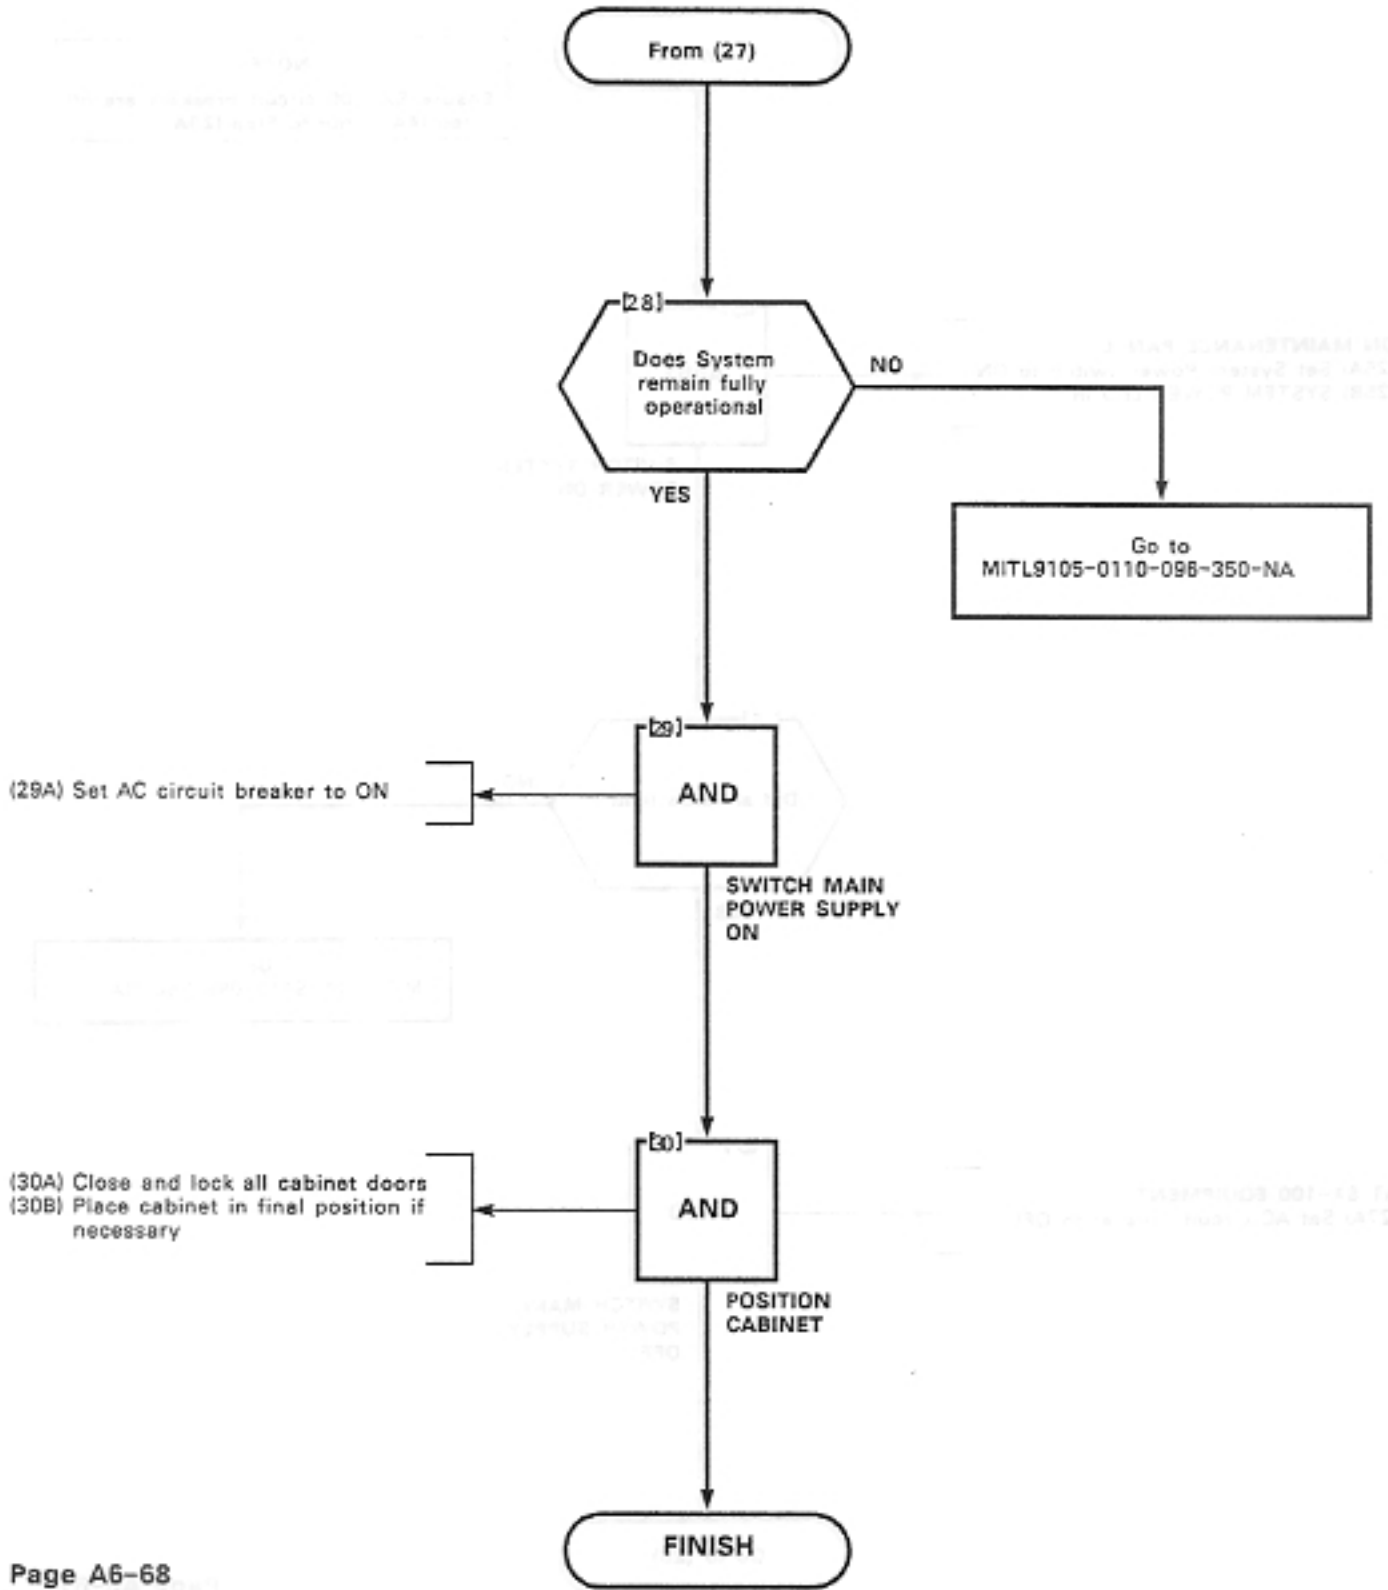 From (27)
[28]
Does System
remain fully
operational
NO
YES
Go to
MITL9105-0110-096-350-NA
[29]
AND
(29A) Set AC circuit breaker to ON
SWITCH MAIN
POWER SUPPLY
ON
[30]
AND
(30A) Close and lock all cabinet doors
(30B) Place cabinet in final position if
necessary
POSITION
CABINET
FINISH
Page A6-68